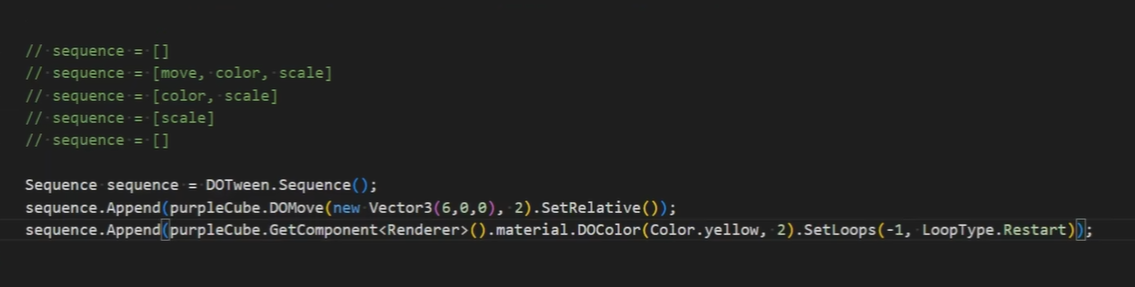 // sequence = []
// sequence = [move, color, scale]
// sequence = [color, scale]
// sequence = [scale]
// sequence = []
Sequence sequence = DOTween.Sequence();
sequence.Append(purpleCube.DOMove(new Vector3(6,0,0), 2).SetRelative());
sequence.Append(purpleCube.GetComponent<Renderer>().material.DOColor(Color.yellow, 2).SetLoops(-1, LoopType.Restart));